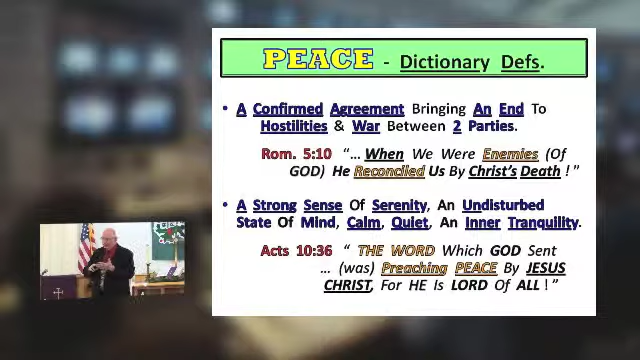 PEACE - Dictionary Defs.
• A Confirmed Agreement Bringing An End To
Hostilities & War Between 2 Parties.
Rom. 5:10 “... When We Were Enemies (Of
GOD) He Reconciled Us By Christ's Death ! ”
• A Strong Sense Of Serenity, An Undisturbed
State Of Mind, Calm, Quiet, An Inner Tranquility.
Acts 10:36 “ THE WORD Which GOD Sent
... (was) Preaching PEACE By JESUS
CHRIST, For HE Is LORD Of ALL ! ”